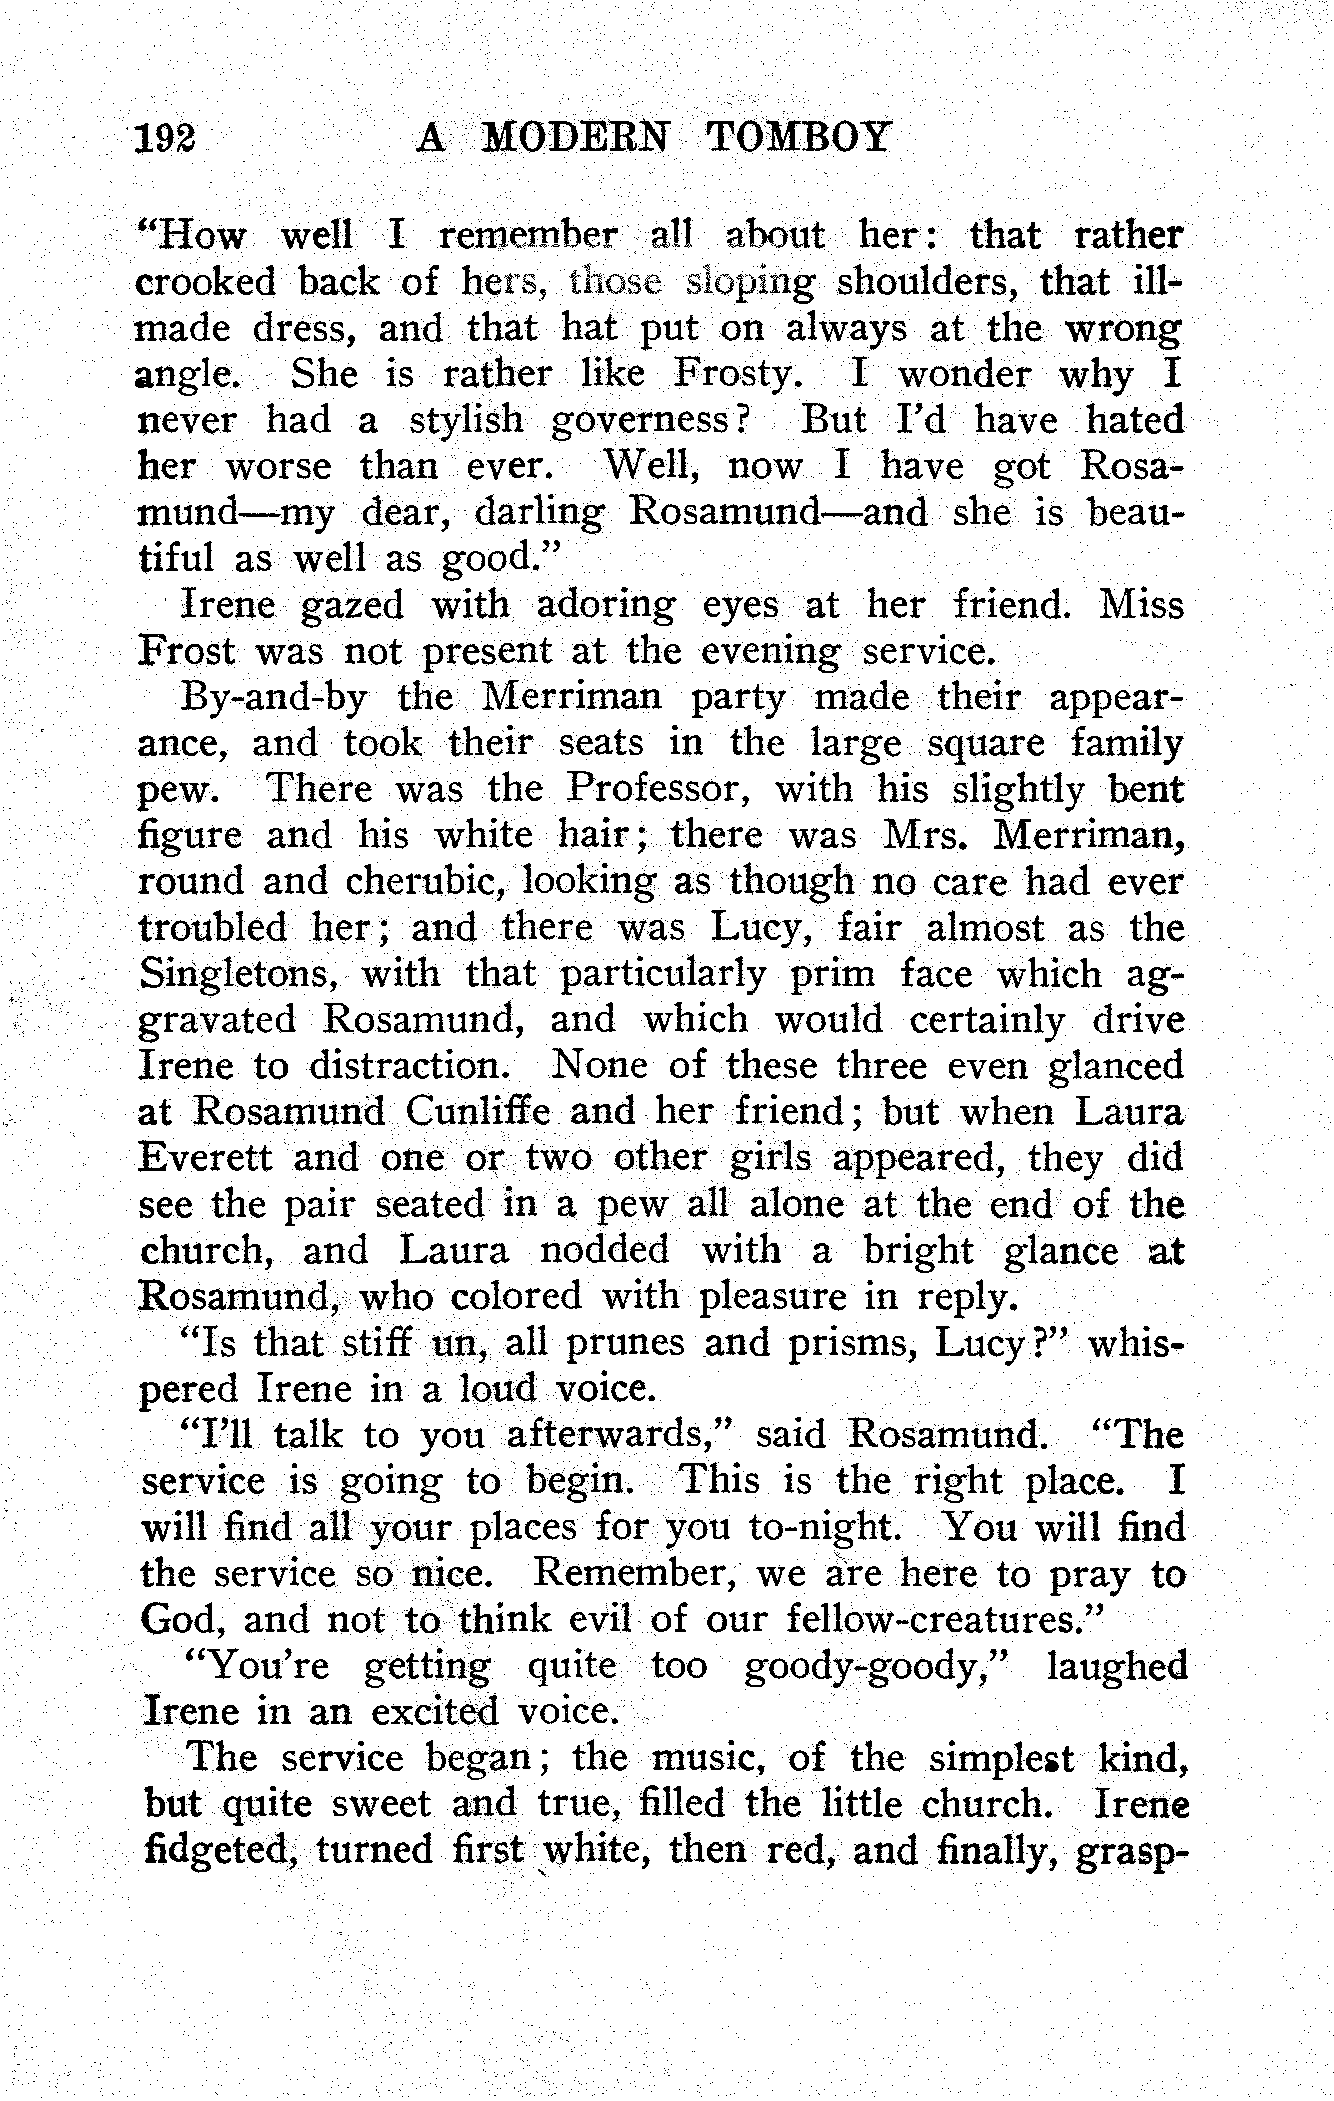 192 A MODERN TOMBOY
“How well I remember all about her: that rather
crooked back of hers, those sloping shoulders, that ill-
made dress, and that hat put on always at the wrong
angle. She is rather like Frosty. I wonder why I
never had a stylish governess? But I’d have hated
her worse than ever. Well, now I have got Rosa-
mund—my dear, darling Rosamund—and she is beau-
tiful as well as good.”
Irene gazed with adoring eyes at her friend. Miss
Frost was not present at the evening service.
By-and-by the Merriman party made their appear-
ance, and took their seats in the large square family
pew. There was the Professor, with his slightly bent
figure and his white hair; there was Mrs. Merriman,
round and cherubic, looking as though no care had ever
troubled her; and there was Lucy, fair almost as the
Singletons, with that particularly prim face which ag-
gravated Rosamund, and which would certainly drive
Irene to distraction. None of these three even glanced
at Rosamund Cunliffe and her friend; but when Laura
Everett and one or two other girls appeared, they did
see the pair seated in a pew all alone at the end of the
church, and Laura nodded with a bright glance at
Rosamund, who colored with pleasure in reply.
“Is that stiff un, all prunes and prisms, Lucy?” whis-
pered Irene in a loud voice.
“I’ll talk to you afterwards,” said Rosamund. “The
service is going to begin. This is the right place. I
will find all your places for you to-night. You will find
the service so nice. Remember, we are here to pray to
God, and not to think evil of our fellow-creatures.”
“You’re getting quite too goody-goody,” laughed
Irene in an excited voice.
The service began; the music, of the simplest kind,
but quite sweet and true, filled the little church. Irene
fidgeted, turned first white, then red, and finally, grasp-